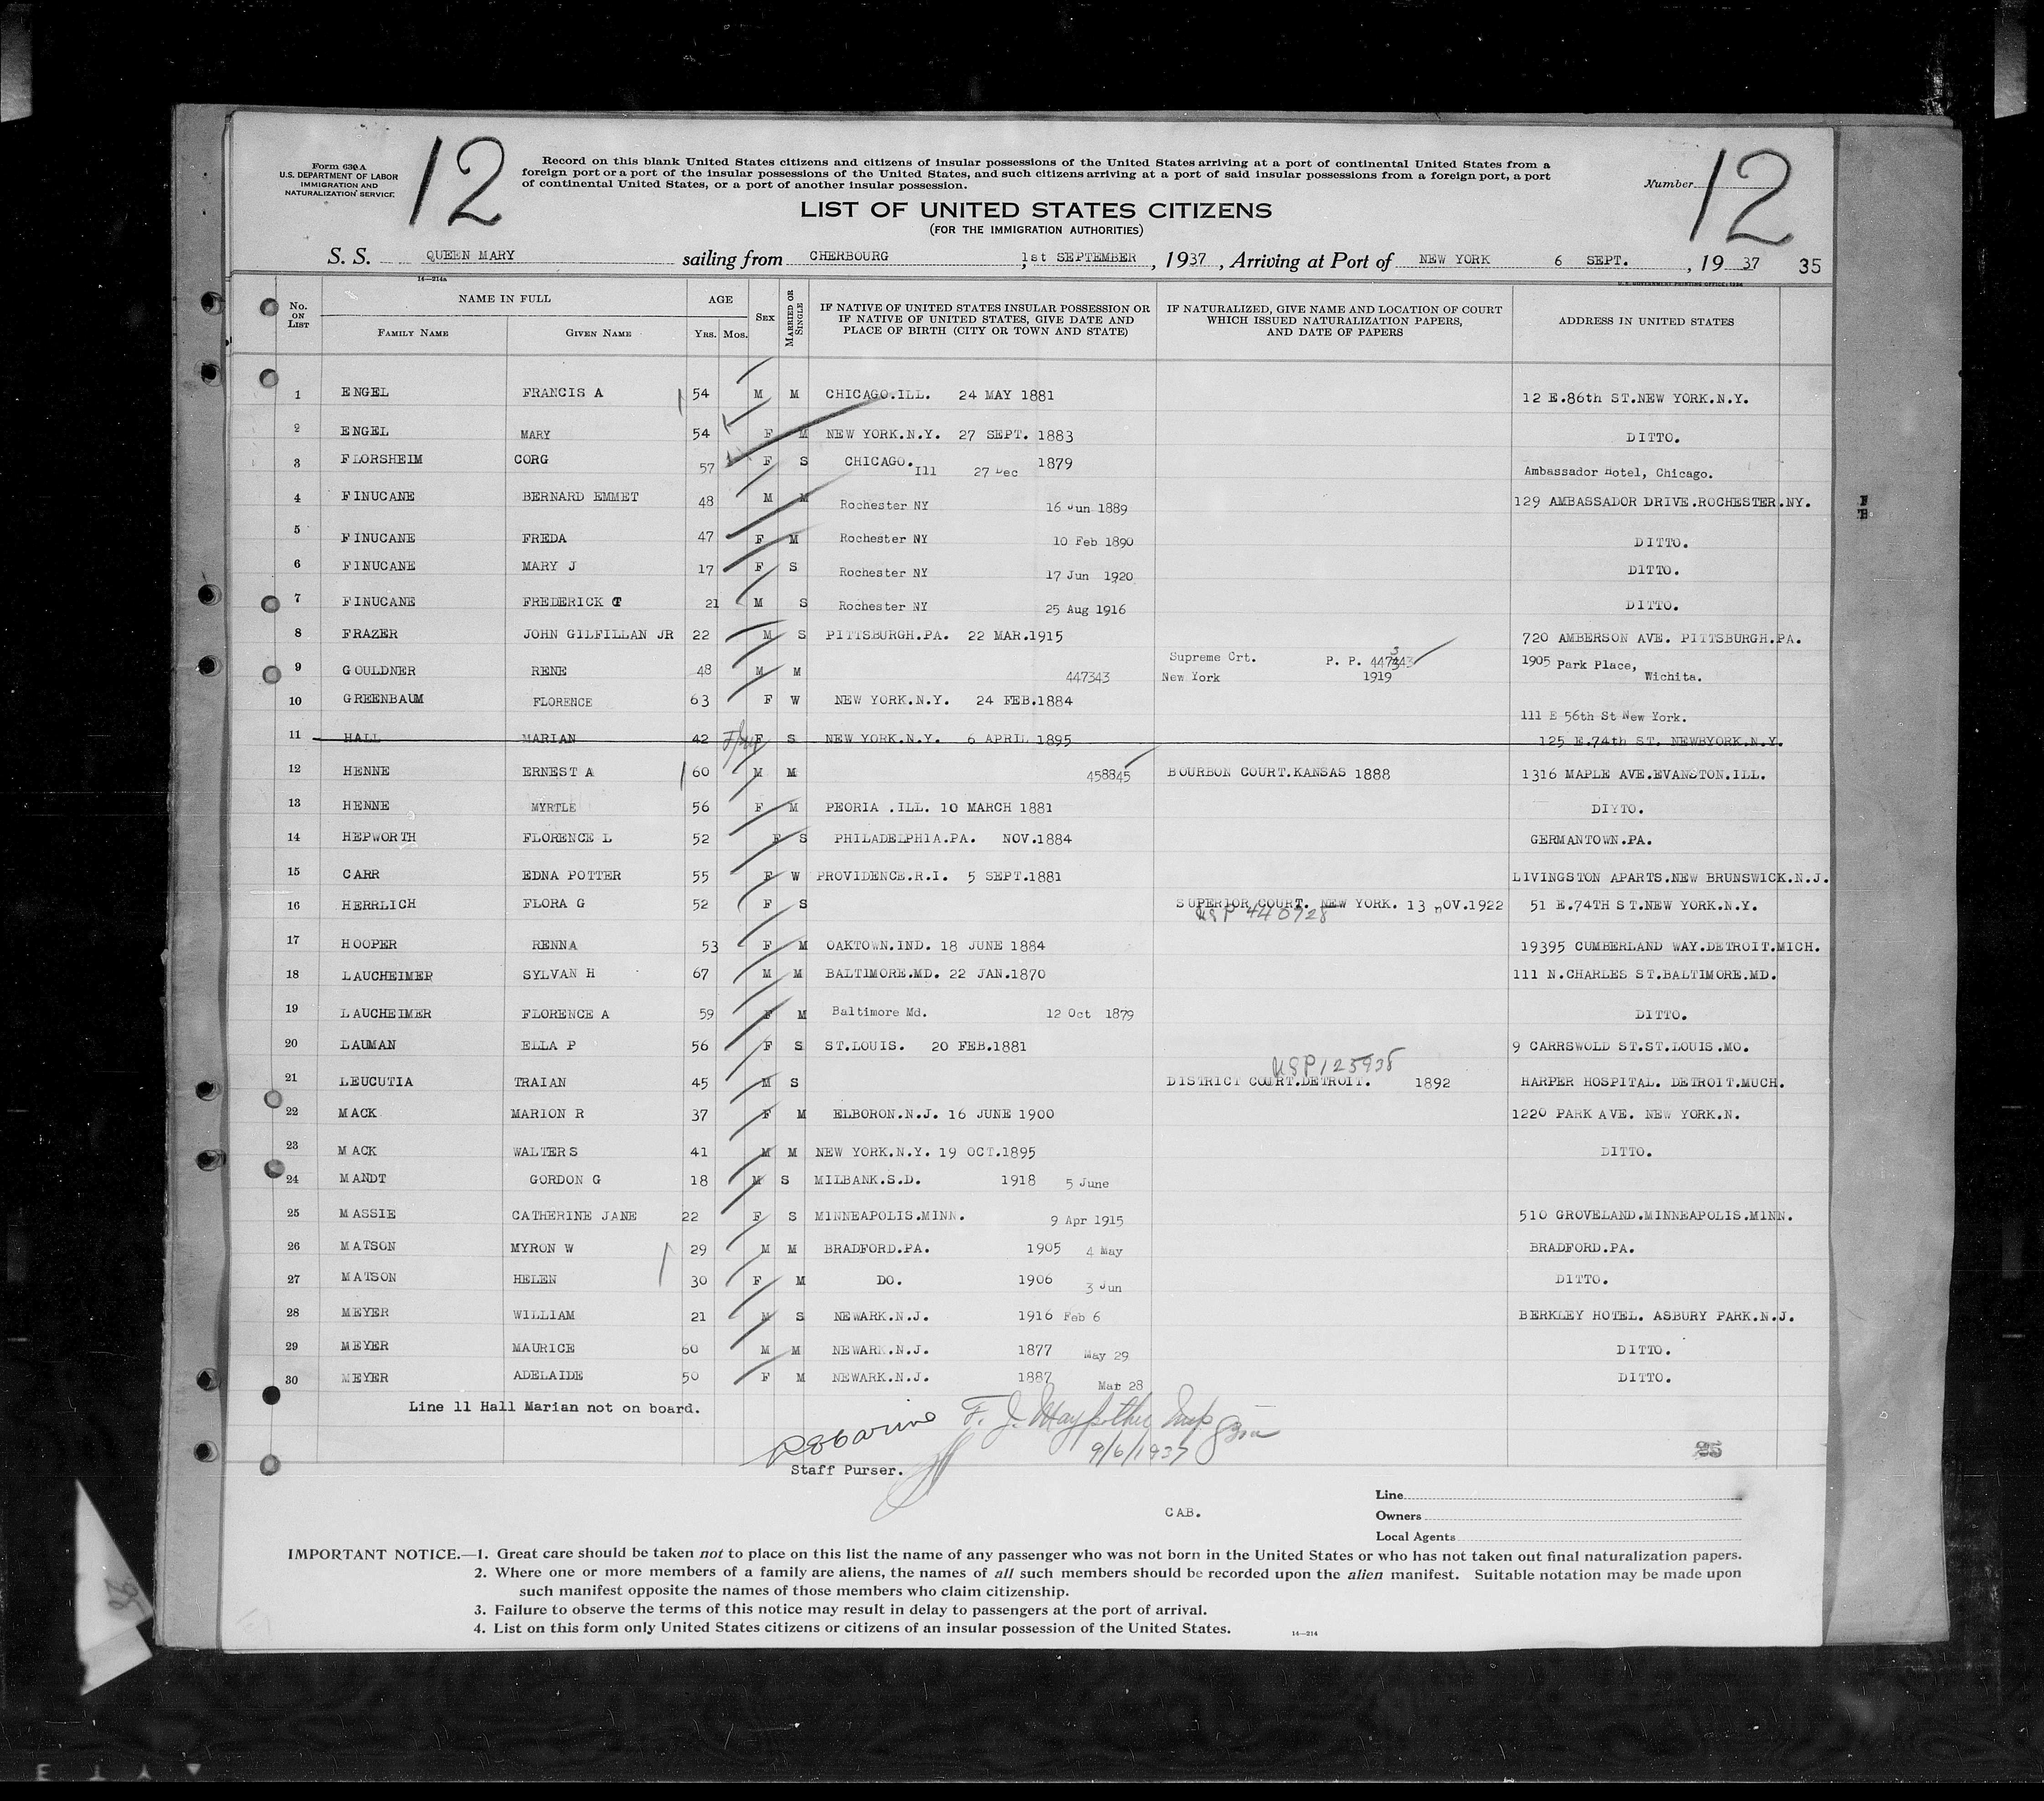 Form 630 A
U.S. DEPARTMENT OF LABOR
IMMIGRATION AND
NATURALIZATION SERVICE
12
Record on this blank United States citizens and citizens of insular possessions of the United States arriving at a port of continental United States from a
foreign port or a port of the insular possessions of the United States, and such citizens arriving at a port of said insular possessions from a foreign port, a port
of continental United States, or a port of another insular possession.
Number 12
LIST OF UNITED STATES CITIZENS
(FOR THE IMMIGRATION AUTHORITIES)
S. S. QUEEN MARY sailing from CHERBOURG , 1st SEPTEMBER , 1937 , Arriving at Port of NEW YORK 6 SEPT. , 19 37 35
14—214a
No. ON LIST NAME IN FULL FAMILY NAME GIVEN NAME AGE YRS. MOS. SEX MARRIED OR SINGLE
IF NATIVE OF UNITED STATES INSULAR POSSESSION OR
IF NATIVE OF UNITED STATES, GIVE DATE AND
PLACE OF BIRTH (CITY OR TOWN AND STATE)
IF NATURALIZED, GIVE NAME AND LOCATION OF COURT
WHICH ISSUED NATURALIZATION PAPERS,
AND DATE OF PAPERS
ADDRESS IN UNITED STATES
1 ENGEL FRANCIS A 54 M M CHICAGO.ILL. 24 MAY 1881 12 E.86th ST.NEW YORK.N.Y.
2 ENGEL MARY 54 F M NEW YORK.N.Y. 27 SEPT. 1883 DITTO.
3 FLORSHEIM CORG 57 F S CHICAGO. Ill 27 Dec 1879 Ambassador Hotel, Chicago.
4 FINUCANE BERNARD EMMET 48 M M Rochester NY 16 Jun 1889 129 AMBASSADOR DRIVE.ROCHESTER.NY.
5 FINUCANE FREDA 47 F M Rochester NY 10 Feb 1890 DITTO.
6 FINUCANE MARY J 17 F S Rochester NY 17 Jun 1920 DITTO.
7 FINUCANE FREDERICK T 21 M S Rochester NY 25 Aug 1916 DITTO.
8 FRAZER JOHN GILFILLAN JR 22 M S PITTSBURGH.PA. 22 MAR.1915 720 AMBERSON AVE. PITTSBURGH.PA.
9 GOULDNER RENE 48 M M 447343 Supreme Crt. New York P. P. 447343 1919 1905 Park Place, Wichita.
10 GREENBAUM FLORENCE 63 F W NEW YORK.N.Y. 24 FEB.1884 111 E 56th St New York.
11 HALL MARIAN 42 F S NEW YORK.N.Y. 6 APRIL 1895 125 E.74th ST. NEWBYORK.N.Y.
12 HENNE ERNEST A 60 M M 458845 BOURBON COURT.KANSAS 1888 1316 MAPLE AVE.EVANSTON.ILL.
13 HENNE MYRTLE 56 F M PEORIA .ILL. 10 MARCH 1881 DIYTO.
14 HEPWORTH FLORENCE L 52 F S PHILADELPHIA.PA. NOV.1884 GERMANTOWN.PA.
15 CARR EDNA POTTER 55 F W PROVIDENCE.R.I. 5 SEPT.1881 LIVINGSTON APARTS.NEW BRUNSWICK.N.J.
16 HERRLICH FLORA G 52 F S SUPERIOR COURT. NEW YORK. 13 nOV.1922 51 E.74TH ST.NEW YORK.N.Y.
USP 440728
17 HOOPER RENNA 53 F M OAKTOWN.IND. 18 JUNE 1884 19395 CUMBERLAND WAY.DETROIT.MICH.
18 LAUCHEIMER SYLVAN H 67 M M BALTIMORE.MD. 22 JAN.1870 111 N.CHARLES ST.BALTIMORE.MD.
19 LAUCHEIMER FLORENCE A 59 F M Baltimore Md. 12 Oct 1879 DITTO.
20 LAUMAN ELLA P 56 F S ST.LOUIS. 20 FEB.1881 9 CARRSWOLD ST.ST.LOUIS.MO.
USP125938
21 LEUCUTIA TRAIAN 45 M S DISTRICT COURT.DETROIT. 1892 HARPER HOSPITAL. DETROIT.MUCH.
22 MACK MARION R 37 F M ELBORON.N.J. 16 JUNE 1900 1220 PARK AVE. NEW YORK.N.
23 MACK WALTER S 41 M M NEW YORK.N.Y. 19 OCT.1895 DITTO.
24 MANDT GORDON G 18 M S MILBANK.S.D. 1918 5 June
25 MASSIE CATHERINE JANE 22 F S MINNEAPOLIS.MINN. 9 Apr 1915 510 GROVELAND.MINNEAPOLIS.MINN.
26 MATSON MYRON W 29 M M BRADFORD.PA. 1905 4 May BRADFORD.PA.
27 MATSON HELEN 30 F M DO. 1906 3 Jun DITTO.
28 MEYER WILLIAM 21 M S NEWARK.N.J. 1916 Feb 6 BERKLEY HOTEL. ASBURY PARK.N.J.
29 MEYER MAURICE 60 M M NEWARK.N.J. 1877 May 29 DITTO.
30 MEYER ADELAIDE 50 F M NEWARK.N.J. 1887 Mar 28 DITTO.
Line 11 Hall Marian not on board.
9/6/1937
25
Staff Purser.
CAB.
Line
Owners
Local Agents
IMPORTANT NOTICE.—1. Great care should be taken not to place on this list the name of any passenger who was not born in the United States or who has not taken out final naturalization papers.
2. Where one or more members of a family are aliens, the names of all such members should be recorded upon the alien manifest. Suitable notation may be made upon
such manifest opposite the names of those members who claim citizenship.
3. Failure to observe the terms of this notice may result in delay to passengers at the port of arrival.
4. List on this form only United States citizens or citizens of an insular possession of the United States.
14—214